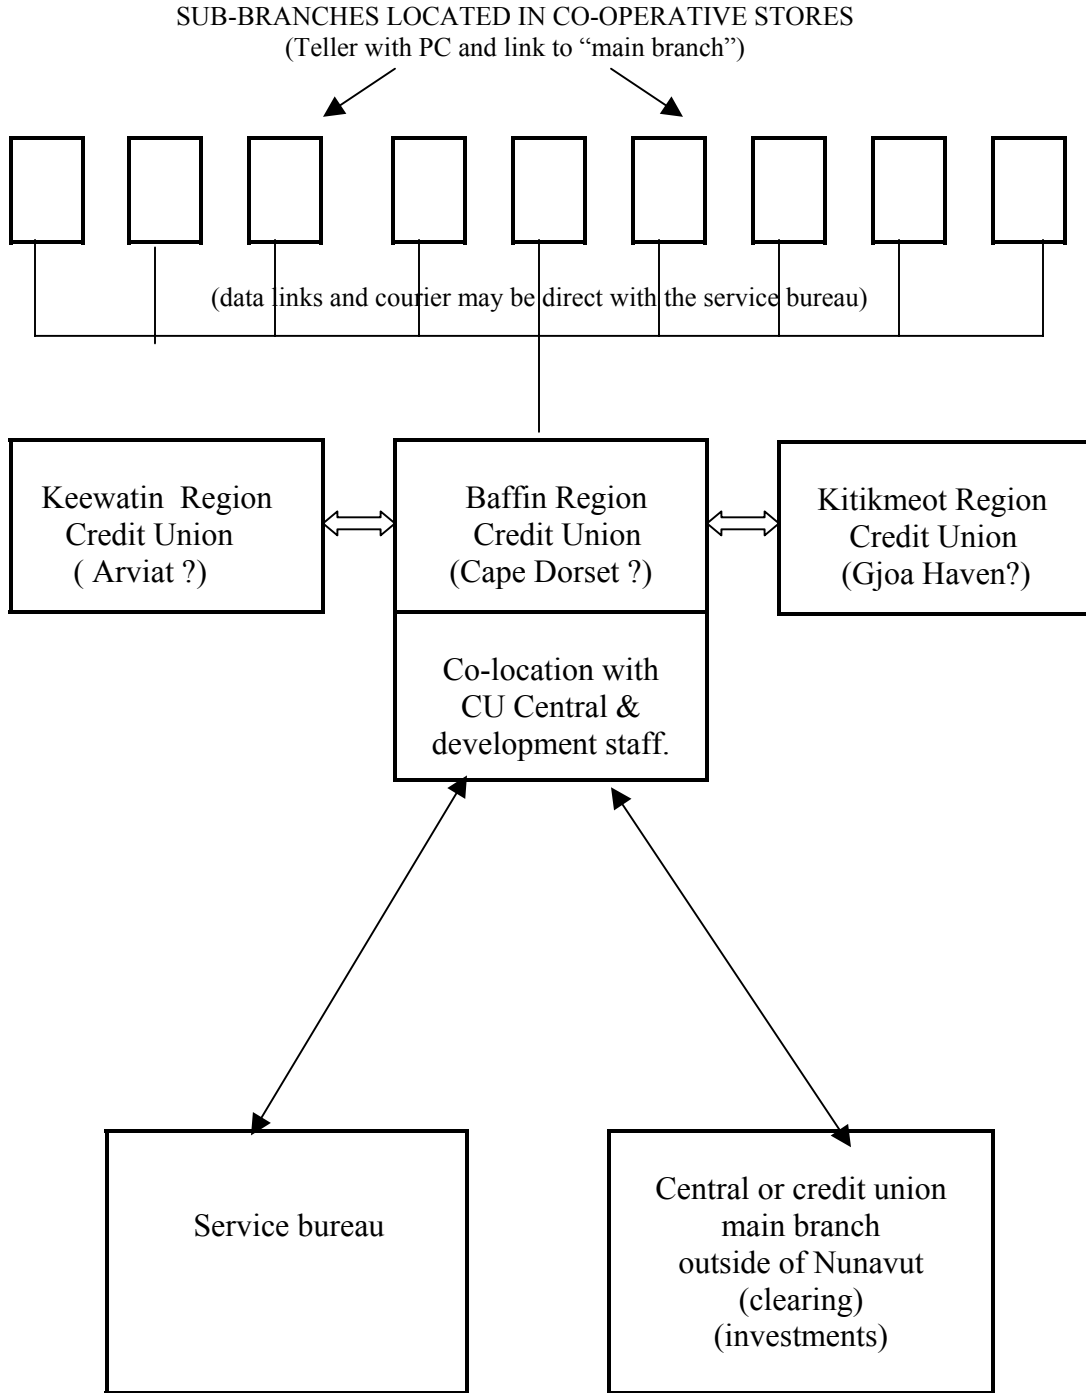 SUB-BRANCHES LOCATED IN CO-OPERATIVE STORES
(Teller with PC and link to “main branch”)
(data links and courier may be direct with the service bureau)
Keewatin Region
Credit Union
( Arviat ?)
Baffin Region
Credit Union
(Cape Dorset ?)
Kitikmeot Region
Credit Union
(Gjoa Haven?)
Co-location with
CU Central &
development staff.
Service bureau
Central or credit union
main branch
outside of Nunavut
(clearing)
(investments)